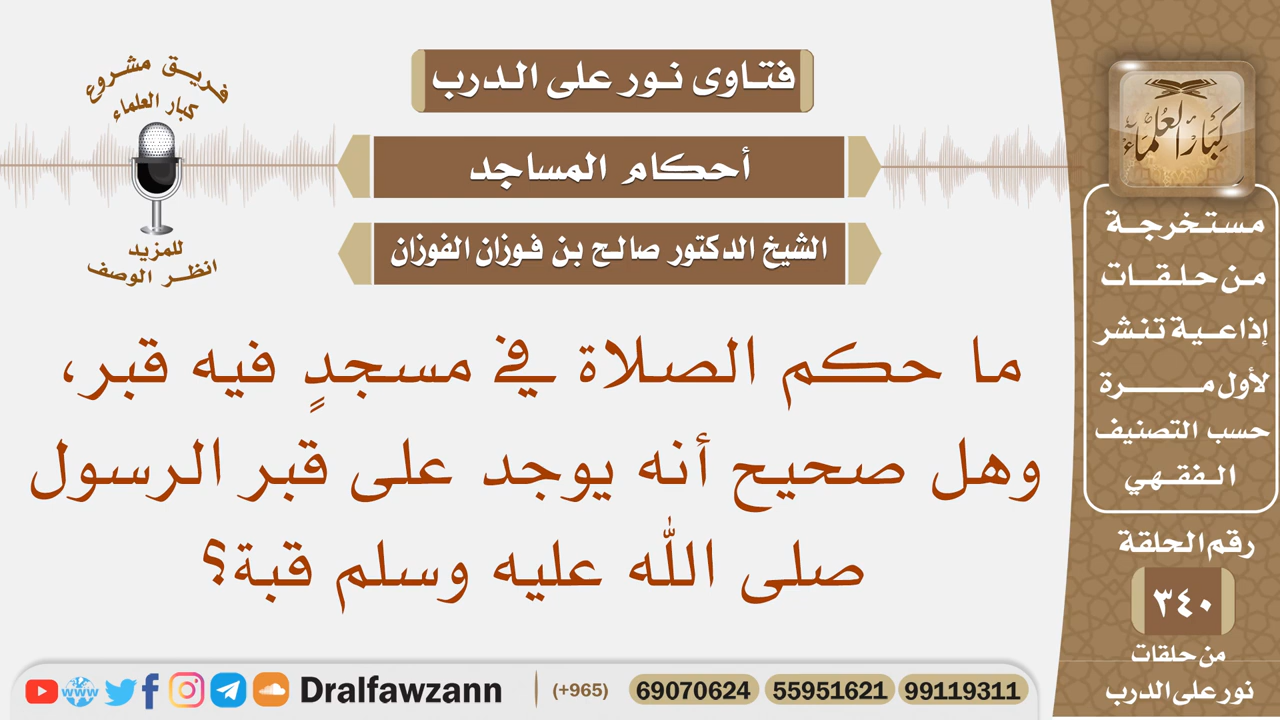 فتاوى نور على الدرب
أحكام المساجد
الشيخ الدكتور صالح بن فوزان الفوزان
ما حكم الصلاة في مسجدٍ فيه قبر،
وهل صحيح أنه يوجد على قبر الرسول
صلى الله عليه وسلم قبة؟
فريق مشروع
كبار العلماء
للمزيد
انظر الوصف
كبار العلماء
مستخرجة
من حلقات
إذاعية تنشر
لأول مرة
حسب التصنيف
الفقهي
رقم الحلقة
٣٤٠
من حلقات
نور على الدرب
www
Dralfawzann
(+965)
69070624
55951621
99119311